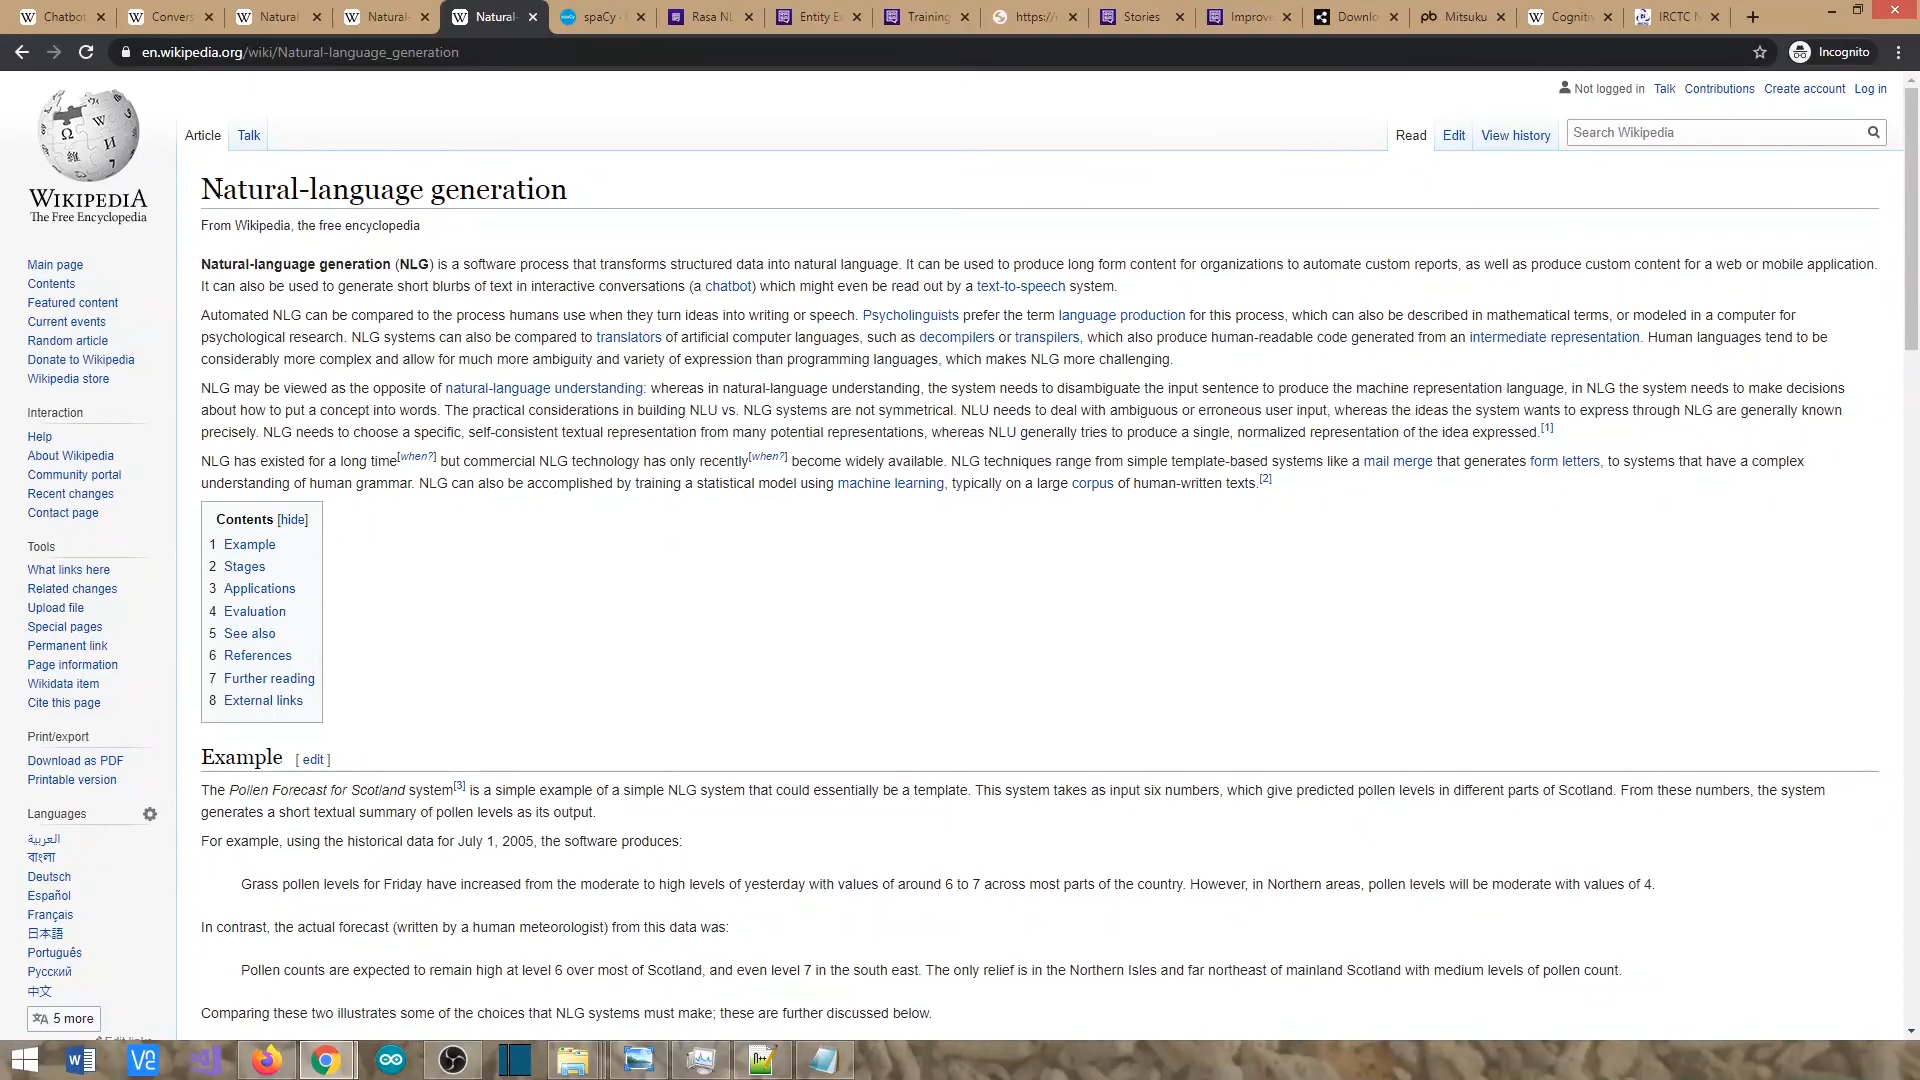 Chatbot
Convers
Natural
Natural-
Natural-
spaCy ·
Rasa NL
Entity E
Training
https://
Stories
Improve
Downlo
Mitsuku
Cogniti
IRCTC N
en.wikipedia.org/wiki/Natural-language_generation
Incognito
Not logged in Talk Contributions Create account Log in
Article Talk
Read Edit View history Search Wikipedia
WIKIPEDIA
The Free Encyclopedia
Main page
Contents
Featured content
Current events
Random article
Donate to Wikipedia
Wikipedia store
Interaction
Help
About Wikipedia
Community portal
Recent changes
Contact page
Tools
What links here
Related changes
Upload file
Special pages
Permanent link
Page information
Wikidata item
Cite this page
Print/export
Download as PDF
Printable version
Languages
العربية
বাংলা
Deutsch
Español
Français
日本語
Português
Русский
中文
5 more
Edit links
Natural-language generation
From Wikipedia, the free encyclopedia
Natural-language generation (NLG) is a software process that transforms structured data into natural language. It can be used to produce long form content for organizations to automate custom reports, as well as produce custom content for a web or mobile application.
It can also be used to generate short blurbs of text in interactive conversations (a chatbot) which might even be read out by a text-to-speech system.
Automated NLG can be compared to the process humans use when they turn ideas into writing or speech. Psycholinguists prefer the term language production for this process, which can also be described in mathematical terms, or modeled in a computer for
psychological research. NLG systems can also be compared to translators of artificial computer languages, such as decompilers or transpilers, which also produce human-readable code generated from an intermediate representation. Human languages tend to be
considerably more complex and allow for much more ambiguity and variety of expression than programming languages, which makes NLG more challenging.
NLG may be viewed as the opposite of natural-language understanding: whereas in natural-language understanding, the system needs to disambiguate the input sentence to produce the machine representation language, in NLG the system needs to make decisions
about how to put a concept into words. The practical considerations in building NLU vs. NLG systems are not symmetrical. NLU needs to deal with ambiguous or erroneous user input, whereas the ideas the system wants to express through NLG are generally known
precisely. NLG needs to choose a specific, self-consistent textual representation from many potential representations, whereas NLU generally tries to produce a single, normalized representation of the idea expressed.[1]
NLG has existed for a long time[when?] but commercial NLG technology has only recently[when?] become widely available. NLG techniques range from simple template-based systems like a mail merge that generates form letters, to systems that have a complex
understanding of human grammar. NLG can also be accomplished by training a statistical model using machine learning, typically on a large corpus of human-written texts.[2]
Contents [hide]
1 Example
2 Stages
3 Applications
4 Evaluation
5 See also
6 References
7 Further reading
8 External links
Example [ edit ]
The Pollen Forecast for Scotland system[3] is a simple example of a simple NLG system that could essentially be a template. This system takes as input six numbers, which give predicted pollen levels in different parts of Scotland. From these numbers, the system
generates a short textual summary of pollen levels as its output.
For example, using the historical data for July 1, 2005, the software produces:
Grass pollen levels for Friday have increased from the moderate to high levels of yesterday with values of around 6 to 7 across most parts of the country. However, in Northern areas, pollen levels will be moderate with values of 4.
In contrast, the actual forecast (written by a human meteorologist) from this data was:
Pollen counts are expected to remain high at level 6 over most of Scotland, and even level 7 in the south east. The only relief is in the Northern Isles and far northeast of mainland Scotland with medium levels of pollen count.
Comparing these two illustrates some of the choices that NLG systems must make; these are further discussed below.